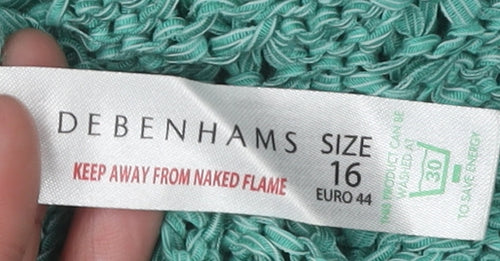 DEBENHAMS
KEEP AWAY FROM NAKED FLAME
SIZE
16
EURO 44
THIS PRODUCT CAN BE
WASHED AT
30
TO SAVE ENERGY